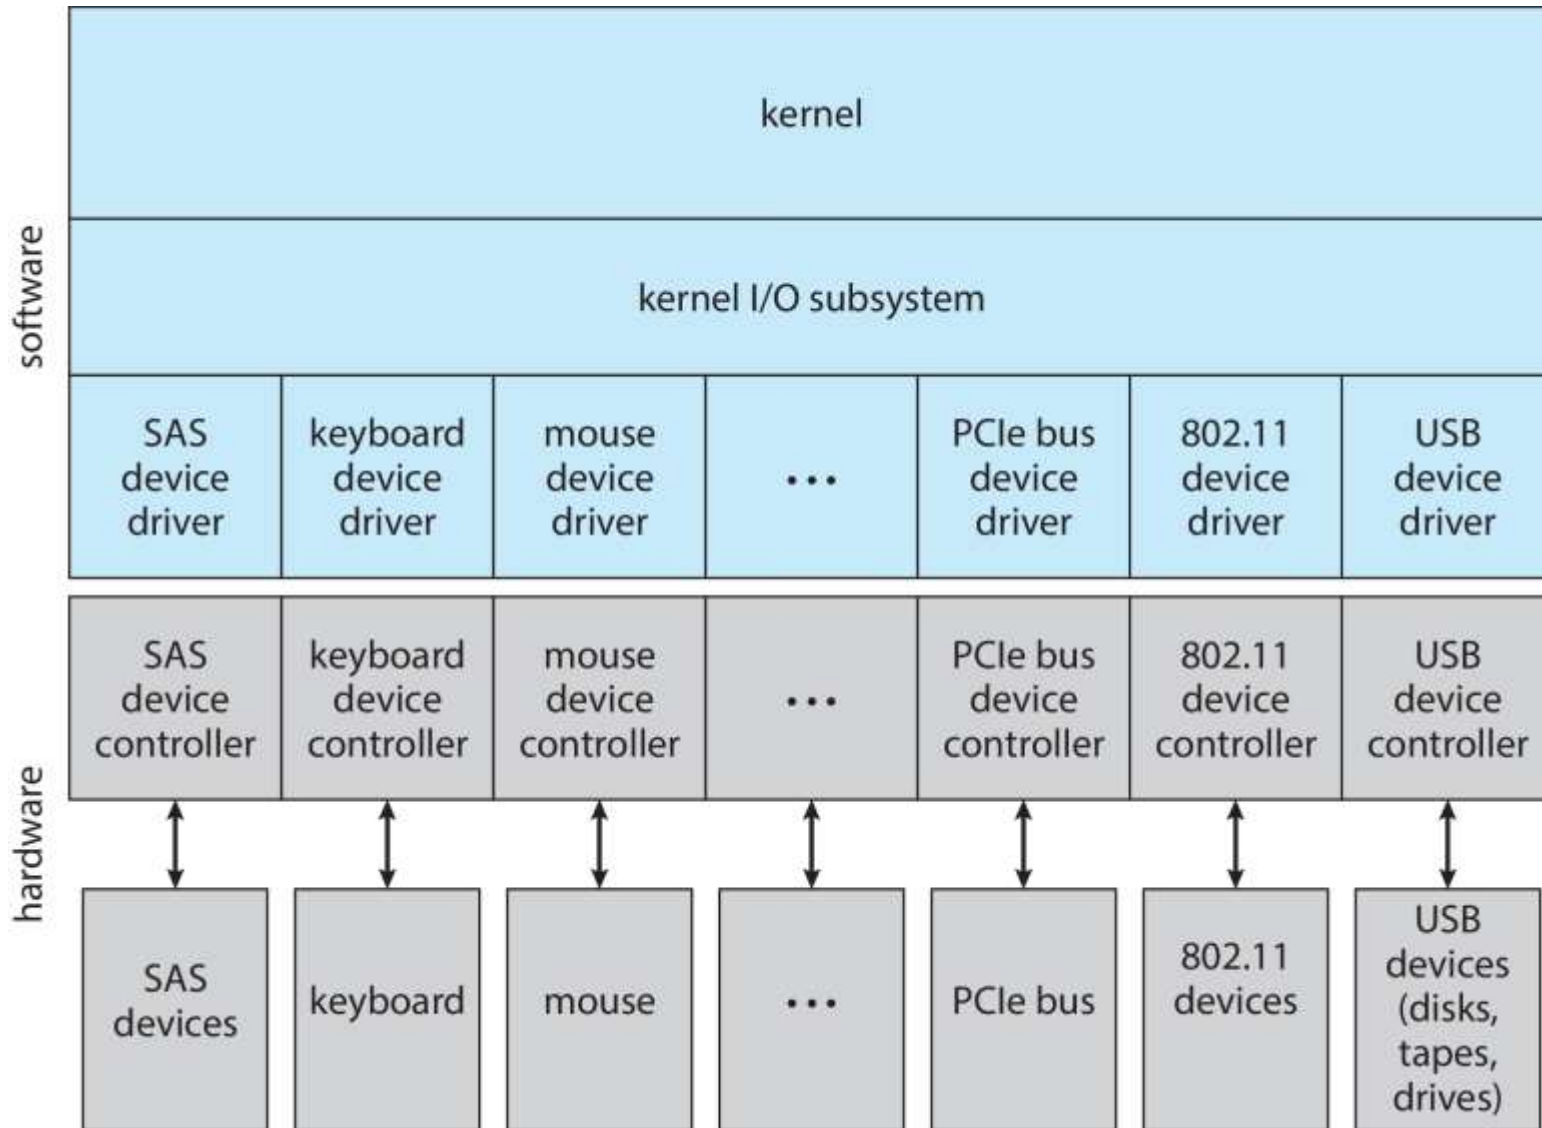 software
kernel
kernel I/O subsystem
SAS
device
driver
keyboard
device
driver
mouse
device
driver
...
PCIe bus
device
driver
802.11
device
driver
USB
device
driver
hardware
SAS
device
controller
keyboard
device
controller
mouse
device
controller
...
PCIe bus
device
controller
802.11
device
controller
USB
device
controller
SAS
devices
keyboard
mouse
...
PCIe bus
802.11
devices
USB
devices
(disks,
tapes,
drives)